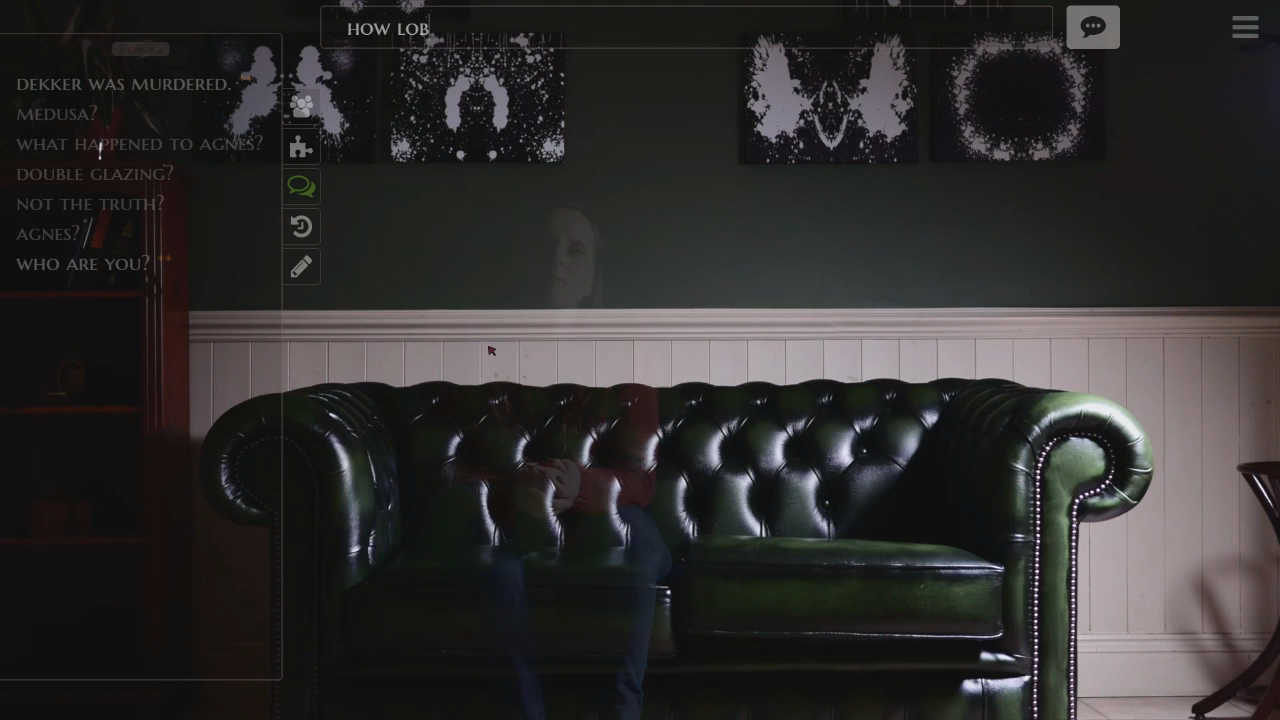 HOW LOB
DEKKER WAS MURDERED. **
MEDUSA?
WHAT HAPPENED TO AGNES?
DOUBLE GLAZING?
NOT THE TRUTH?
AGNES?
WHO ARE YOU? **